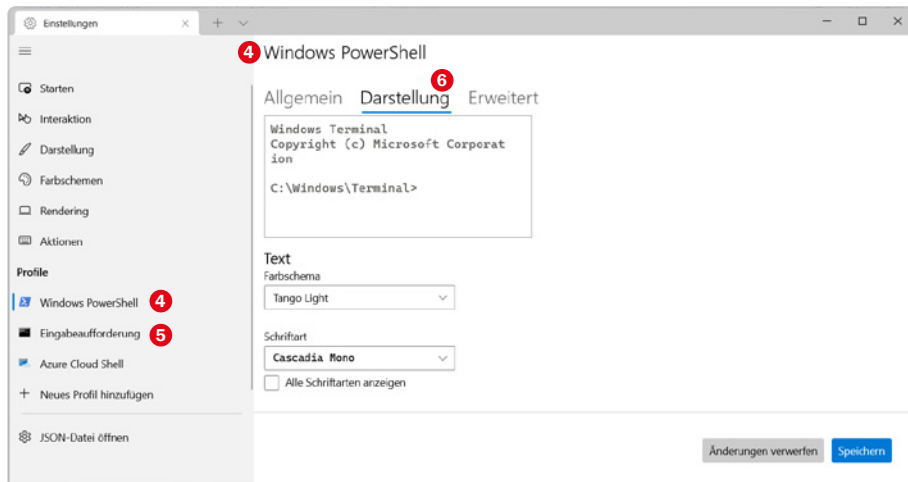 Einstellungen
Starten
Interaktion
Darstellung
Farbschemen
Rendering
Aktionen
Profile
Windows PowerShell 4
Eingabeaufforderung 5
Azure Cloud Shell
Neues Profil hinzufügen
JSON-Datei öffnen
4 Windows PowerShell
6
Allgemein Darstellung Erweitert
Windows Terminal
Copyright (c) Microsoft Corporat
ion
C:\Windows\Terminal>
Text
Farbschema
Tango Light
Schriftart
Cascadia Mono
Alle Schriftarten anzeigen
Änderungen verwerfen Speichern